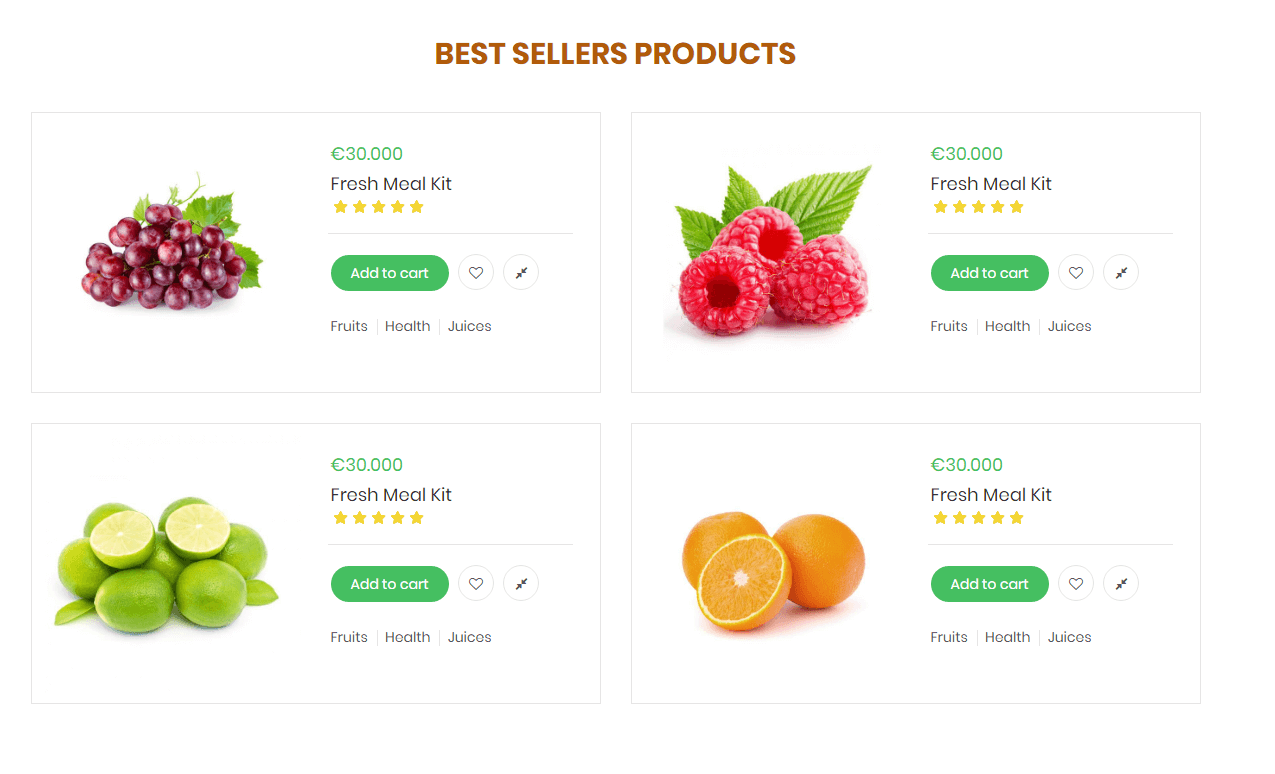 BEST SELLERS PRODUCTS
€30.000
Fresh Meal Kit
Add to cart
Fruits Health Juices
€30.000
Fresh Meal Kit
Add to cart
Fruits Health Juices
€30.000
Fresh Meal Kit
Add to cart
Fruits Health Juices
€30.000
Fresh Meal Kit
Add to cart
Fruits Health Juices